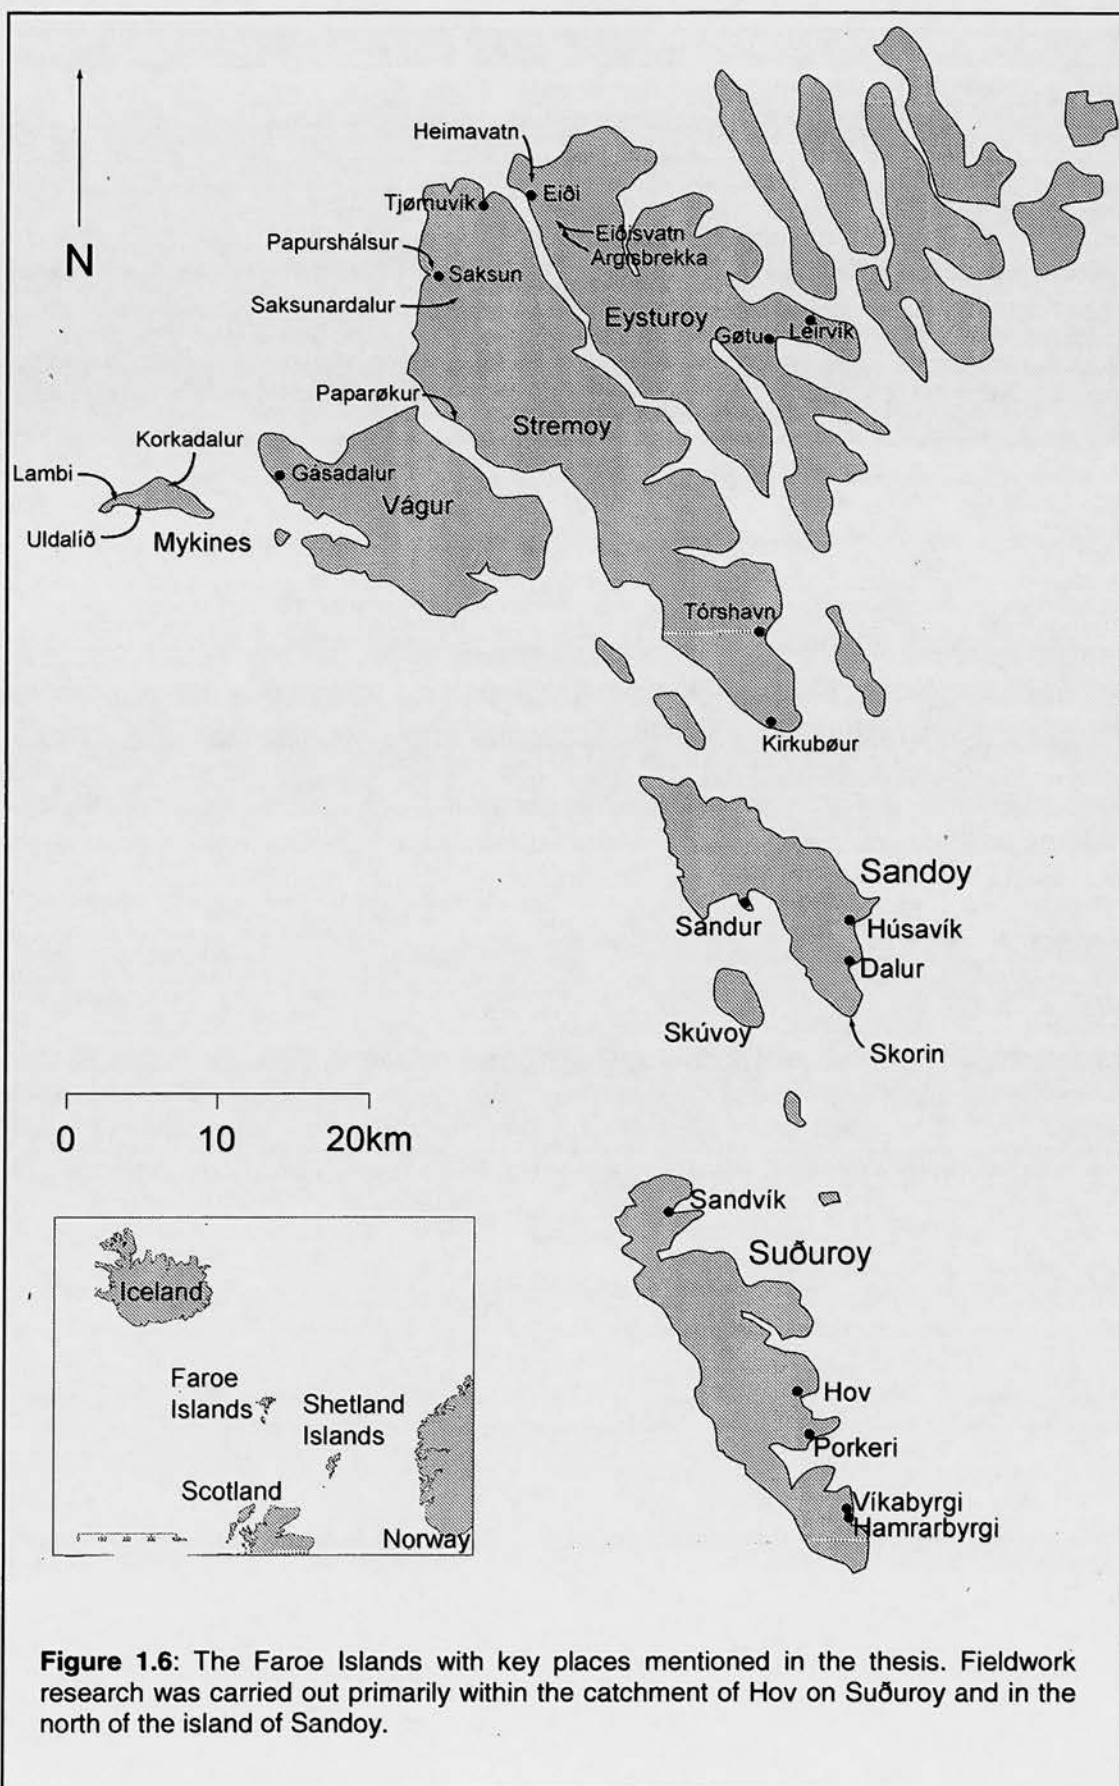 Heimavatn
Tjørnuvík
Eiði
Papurshálsur
Eiðisvatn
Argisbrekka
N
Saksun
Saksunardalur
Eysturoy
Gøtu
Leirvík
Paparøkur
Stremoy
Korkadalur
Lambi
Gásadalur
Vágur
Uldalíð
Mykines
Tórshavn
Kirkubøur
Sandoy
Sandur
Húsavík
Dalur
Skúvoy
Skorin
0 10 20km
Sandvík
Suðuroy
Iceland
Faroe
Islands
Shetland
Islands
Hov
Porkeri
Scotland
Víkabyrgi
Hamrarbyrgi
Norway
Figure 1.6: The Faroe Islands with key places mentioned in the thesis. Fieldwork
research was carried out primarily within the catchment of Hov on Suðuroy and in the
north of the island of Sandoy.